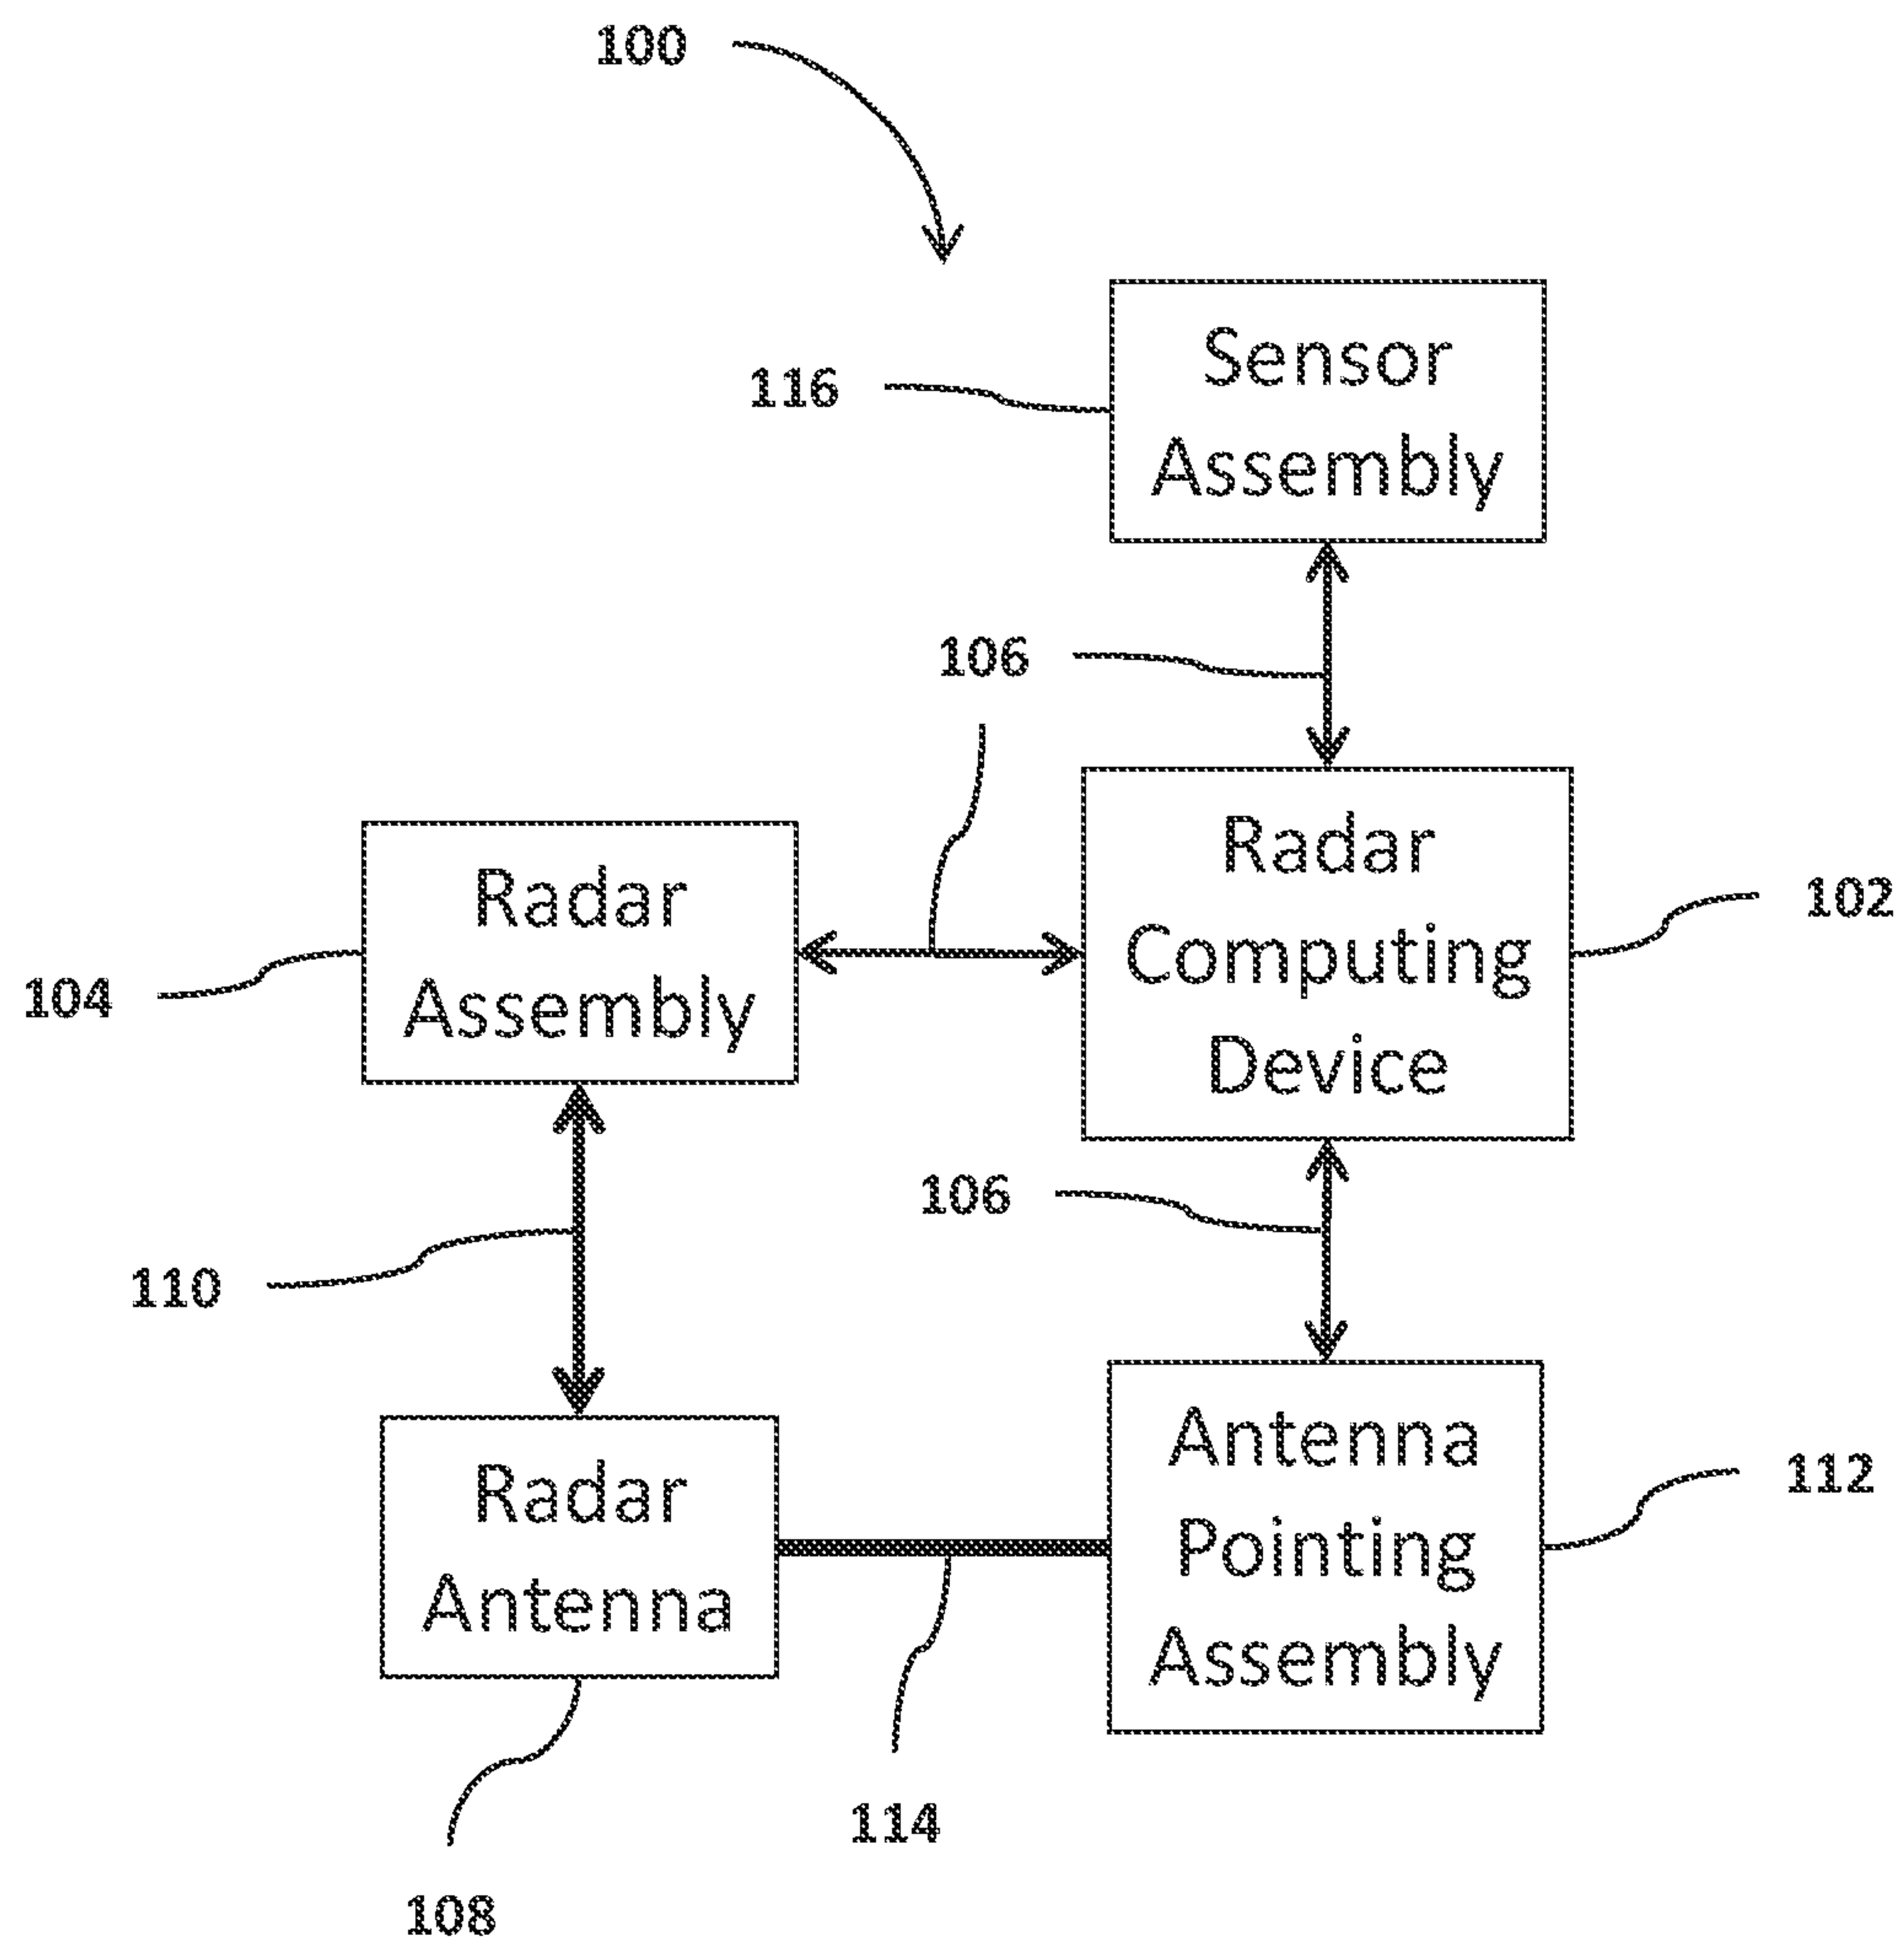 100
Sensor
Assembly
116
106
Radar
Computing
Device
102
Radar
Assembly
104
106
110
Radar
Antenna
Antenna
Pointing
Assembly
112
114
108